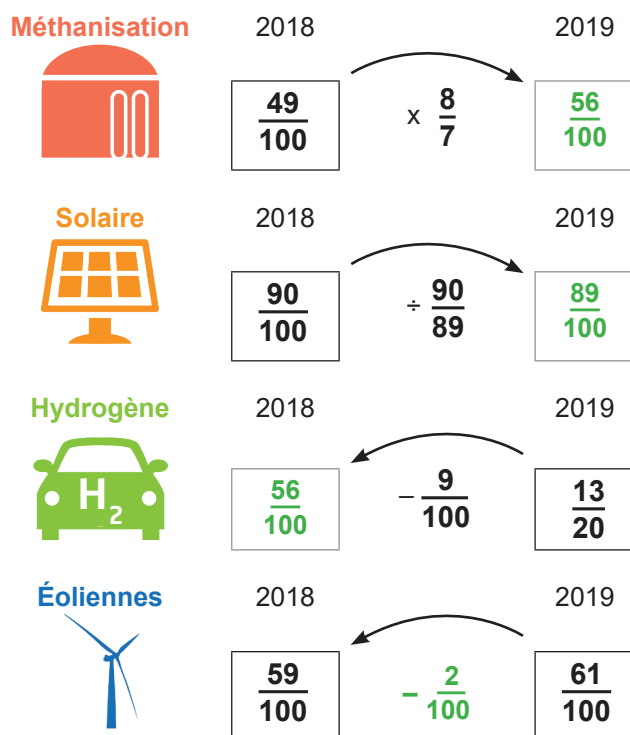 Méthanisation 2018 2019
49/100 x 8/7 56/100
Solaire 2018 2019
90/100 ÷ 90/89 89/100
Hydrogène 2018 2019
H2 56/100 – 9/100 13/20
Éoliennes 2018 2019
59/100 – 2/100 61/100